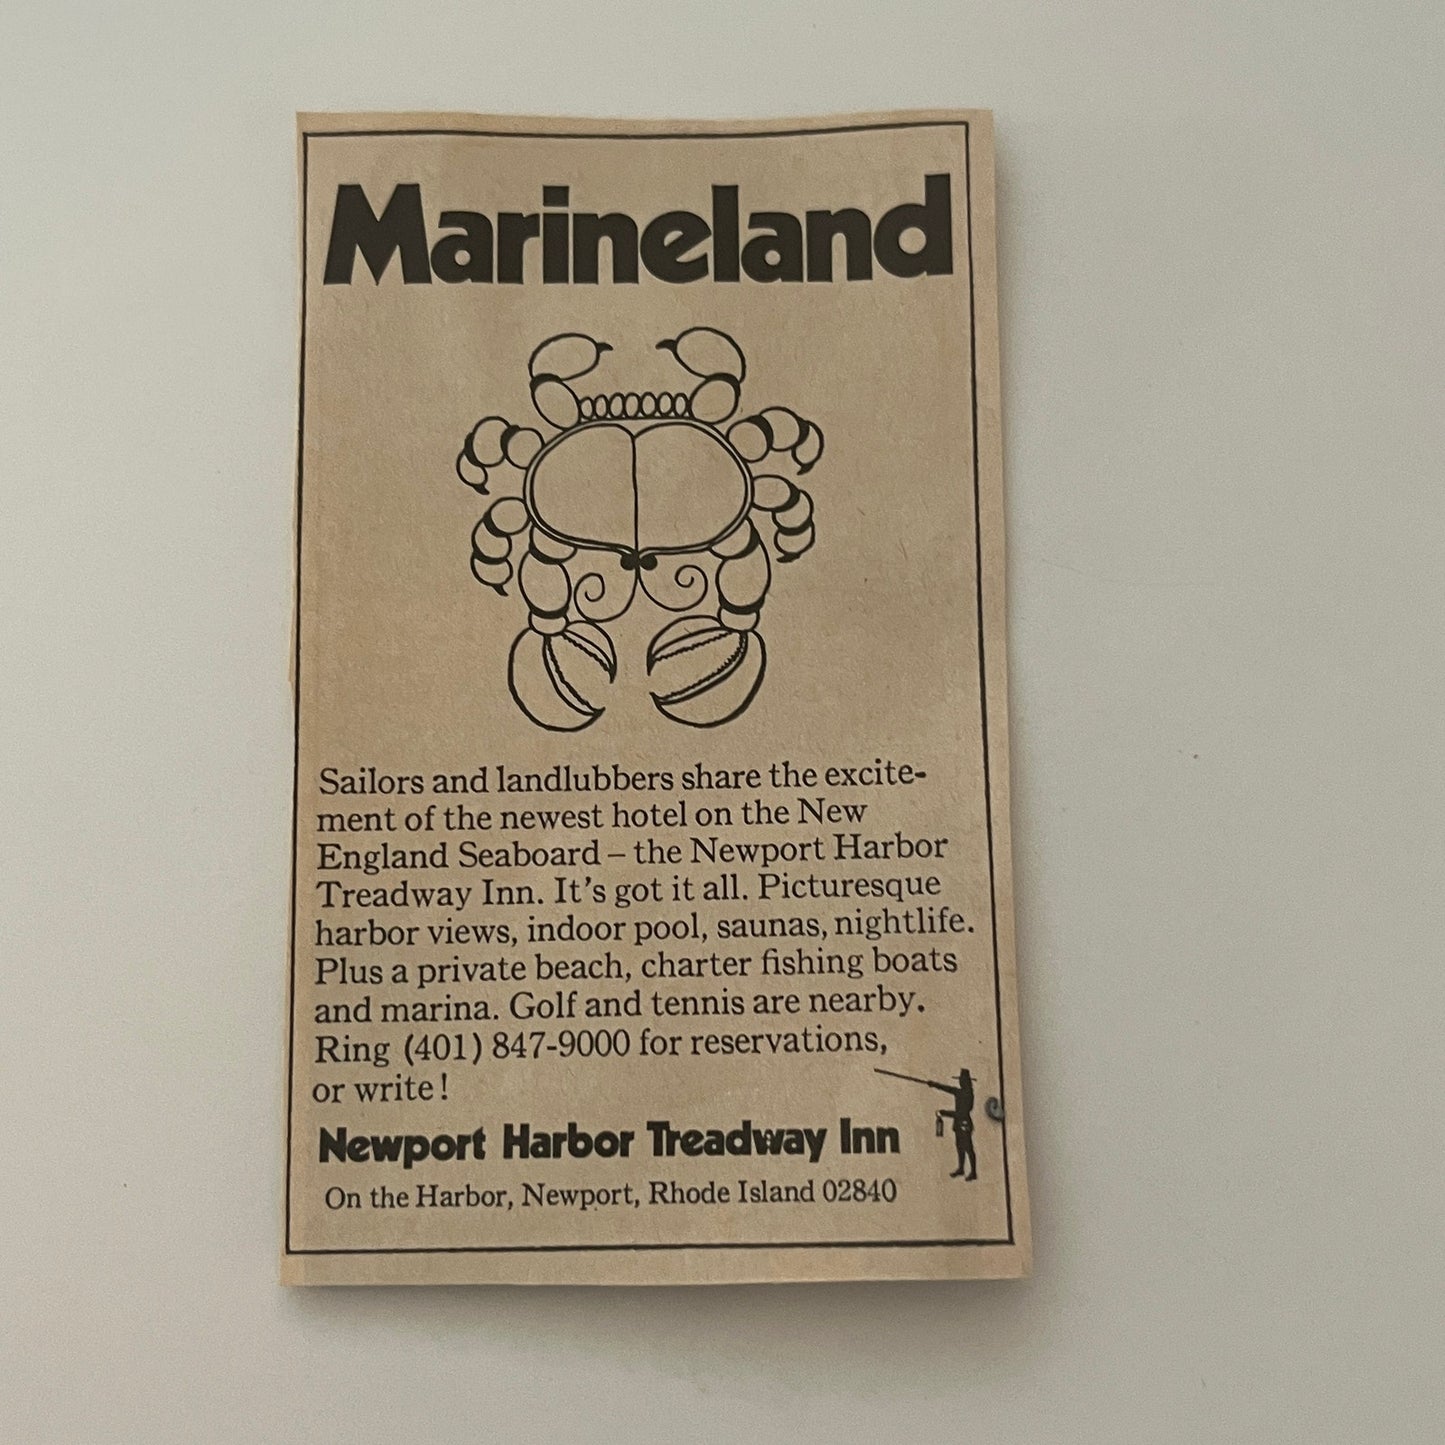 Marineland
Sailors and landlubbers share the excite-
ment of the newest hotel on the New
England Seaboard – the Newport Harbor
Treadway Inn. It's got it all. Picturesque
harbor views, indoor pool, saunas, nightlife.
Plus a private beach, charter fishing boats
and marina. Golf and tennis are nearby.
Ring (401) 847-9000 for reservations,
or write!
Newport Harbor Treadway Inn
On the Harbor, Newport, Rhode Island 02840